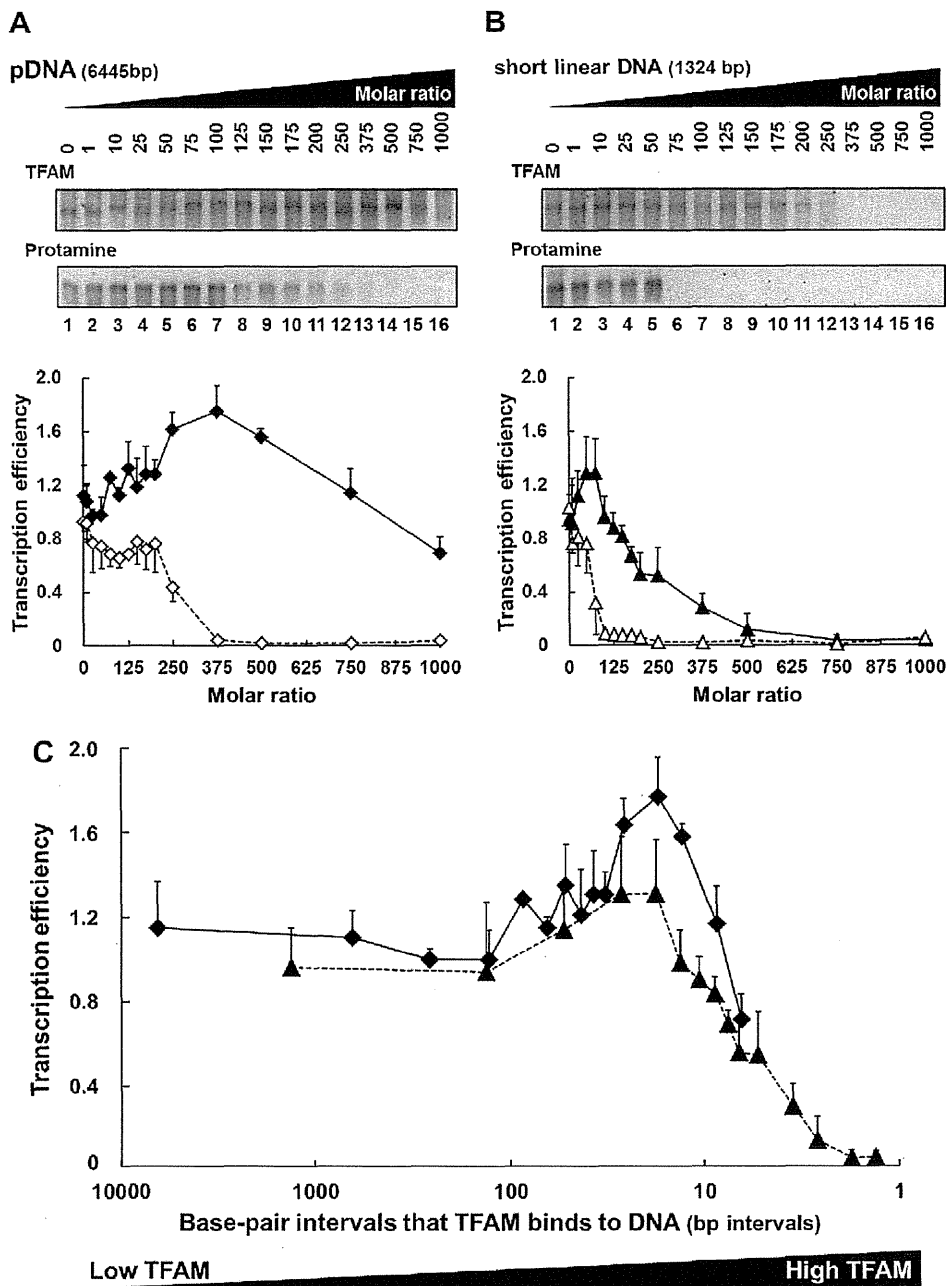 A
pDNA (6445bp)
Molar ratio
0 1 10 25 50 75 100 125 150 175 200 250 375 500 750 1000
TFAM
Protamine
1 2 3 4 5 6 7 8 9 10 11 12 13 14 15 16
Transcription efficiency
2.0
1.6
1.2
0.8
0.4
0
0 125 250 375 500 625 750 875 1000
Molar ratio
B
short linear DNA (1324 bp)
Molar ratio
0 1 10 25 50 75 100 125 150 175 200 250 375 500 750 1000
TFAM
Protamine
1 2 3 4 5 6 7 8 9 10 11 12 13 14 15 16
Transcription efficiency
2.0
1.6
1.2
0.8
0.4
0
0 125 250 375 500 625 750 875 1000
Molar ratio
C
Transcription efficiency
2.0
1.6
1.2
0.8
0.4
0
10000 1000 100 10 1
Base-pair intervals that TFAM binds to DNA (bp intervals)
Low TFAM High TFAM